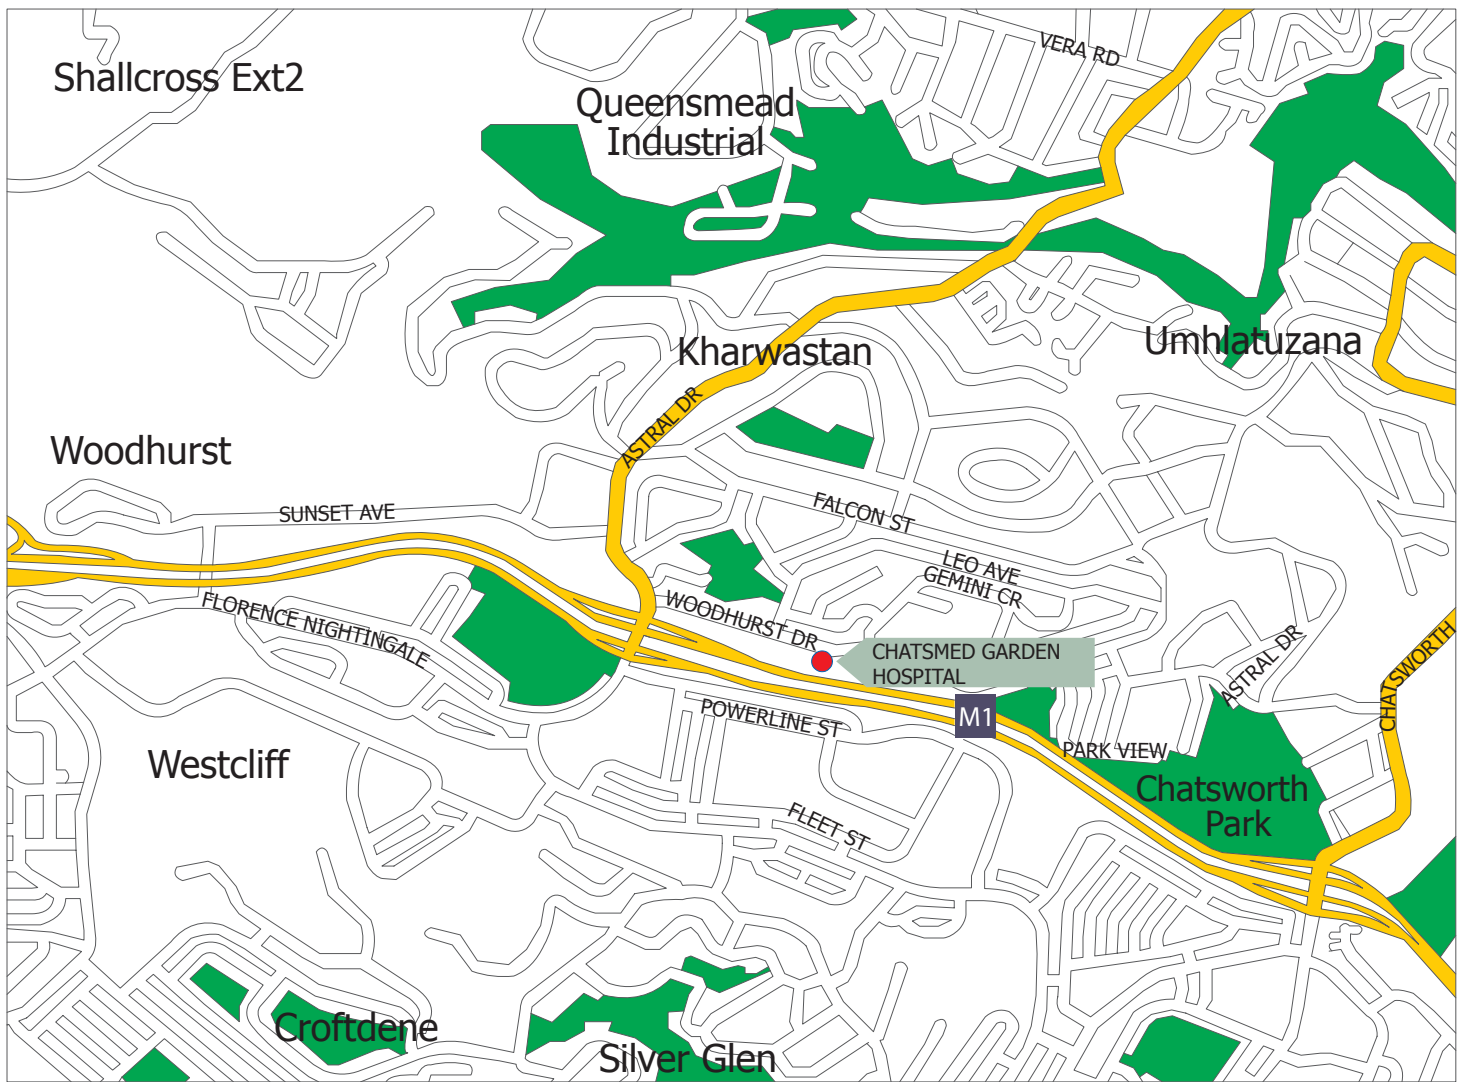 VERA RD
Shallcross Ext2
Queensmead
Industrial
Umhlatuzana
Kharwastan
ASTRAL DR
Woodhurst
SUNSET AVE
FALCON ST
LEO AVE
GEMINI CR
FLORENCE NIGHTINGALE
WOODHURST DR
CHATSMED GARDEN
HOSPITAL
ASTRAL DR
CHATSWORTH
M1
POWERLINE ST
PARK VIEW
Westcliff
Chatsworth
Park
FLEET ST
Croftdene
Silver Glen